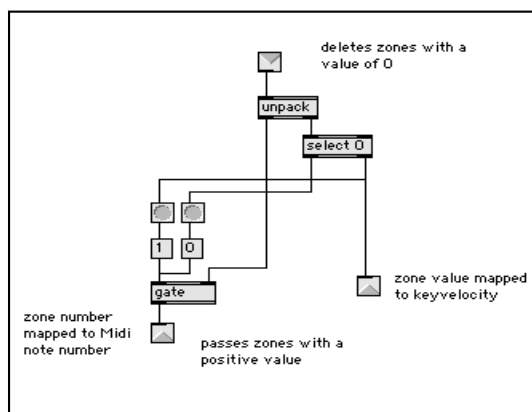 deletes zones with a
value of 0
unpack
select 0
1
0
gate
zone value mapped
to keyvelocity
zone number
mapped to Midi
note number
passes zones with a
positive value